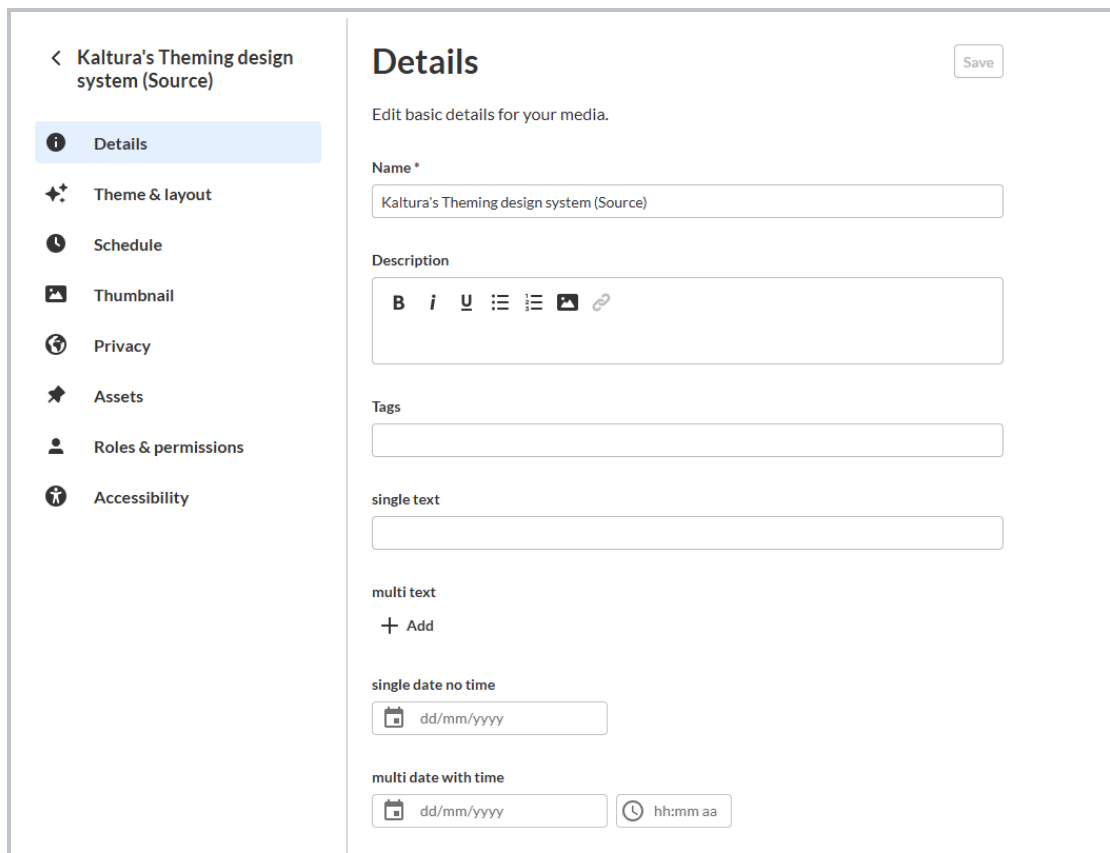 Kaltura's Theming design
system (Source)
Details
Theme & layout
Schedule
Thumbnail
Privacy
Assets
Roles & permissions
Accessibility
Details
Save
Edit basic details for your media.
Name *
Kaltura's Theming design system (Source)
Description
B i U
Tags
single text
multi text
+ Add
single date no time
dd/mm/yyyy
multi date with time
dd/mm/yyyy hh:mm aa